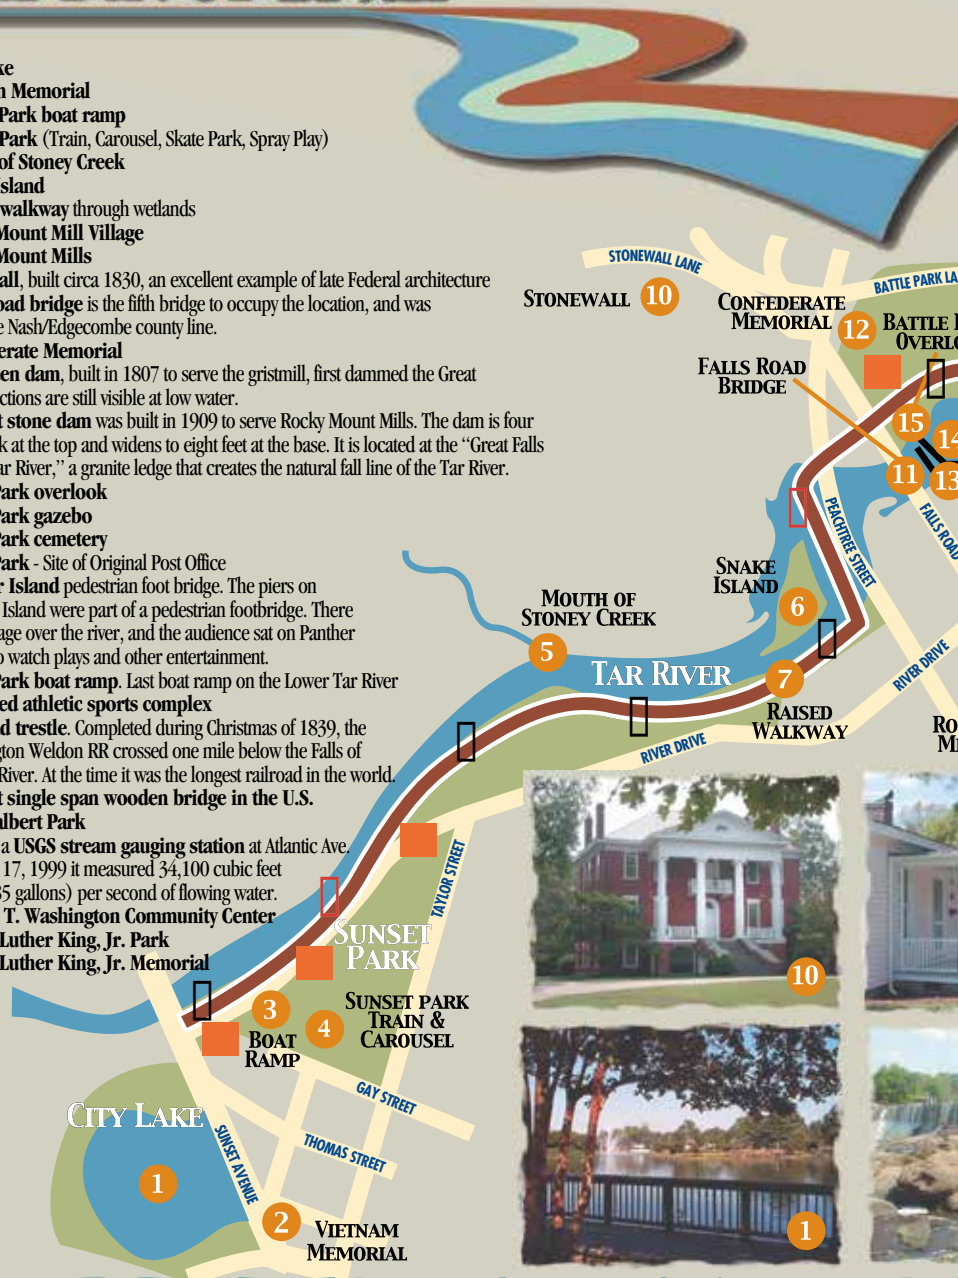 ke
n Memorial
Park boat ramp
Park (Train, Carousel, Skate Park, Spray Play)
of Stoney Creek
Island
walkway through wetlands
Mount Mill Village
Mount Mills
all, built circa 1830, an excellent example of late Federal architecture
oad bridge is the fifth bridge to occupy the location, and was
e Nash/Edgecombe county line.
erate Memorial
en dam, built in 1807 to serve the gristmill, first dammed the Great
ctions are still visible at low water.
t stone dam was built in 1909 to serve Rocky Mount Mills. The dam is four
k at the top and widens to eight feet at the base. It is located at the “Great Falls
ar River,” a granite ledge that creates the natural fall line of the Tar River.
Park overlook
Park gazebo
Park cemetery
Park - Site of Original Post Office
r Island pedestrian foot bridge. The piers on
Island were part of a pedestrian footbridge. There
age over the river, and the audience sat on Panther
o watch plays and other entertainment.
Park boat ramp. Last boat ramp on the Lower Tar River
ed athletic sports complex
d trestle. Completed during Christmas of 1839, the
gton Weldon RR crossed one mile below the Falls of
River. At the time it was the longest railroad in the world.
t single span wooden bridge in the U.S.
albert Park
a USGS stream gauging station at Atlantic Ave.
17, 1999 it measured 34,100 cubic feet
35 gallons) per second of flowing water.
T. Washington Community Center
Luther King, Jr. Park
Luther King, Jr. Memorial
STONEWALL LANE
STONEWALL
10
CONFEDERATE
MEMORIAL
12
BATTLE PARK LA
BATTLE
OVERLO
FALLS ROAD
BRIDGE
15
14
11
13
PEACHTREE STREET
FALLS ROAD
SNAKE
ISLAND
6
MOUTH OF
STONEY CREEK
5
TAR RIVER
7
RAISED
WALKWAY
RIVER DRIVE
RIVER DRIVE
RO
MI
TAYLOR STREET
SUNSET
PARK
3
BOAT
RAMP
4
SUNSET PARK
TRAIN &
CAROUSEL
GAY STREET
THOMAS STREET
SUNSET AVENUE
CITY LAKE
1
2
VIETNAM
MEMORIAL
10
1